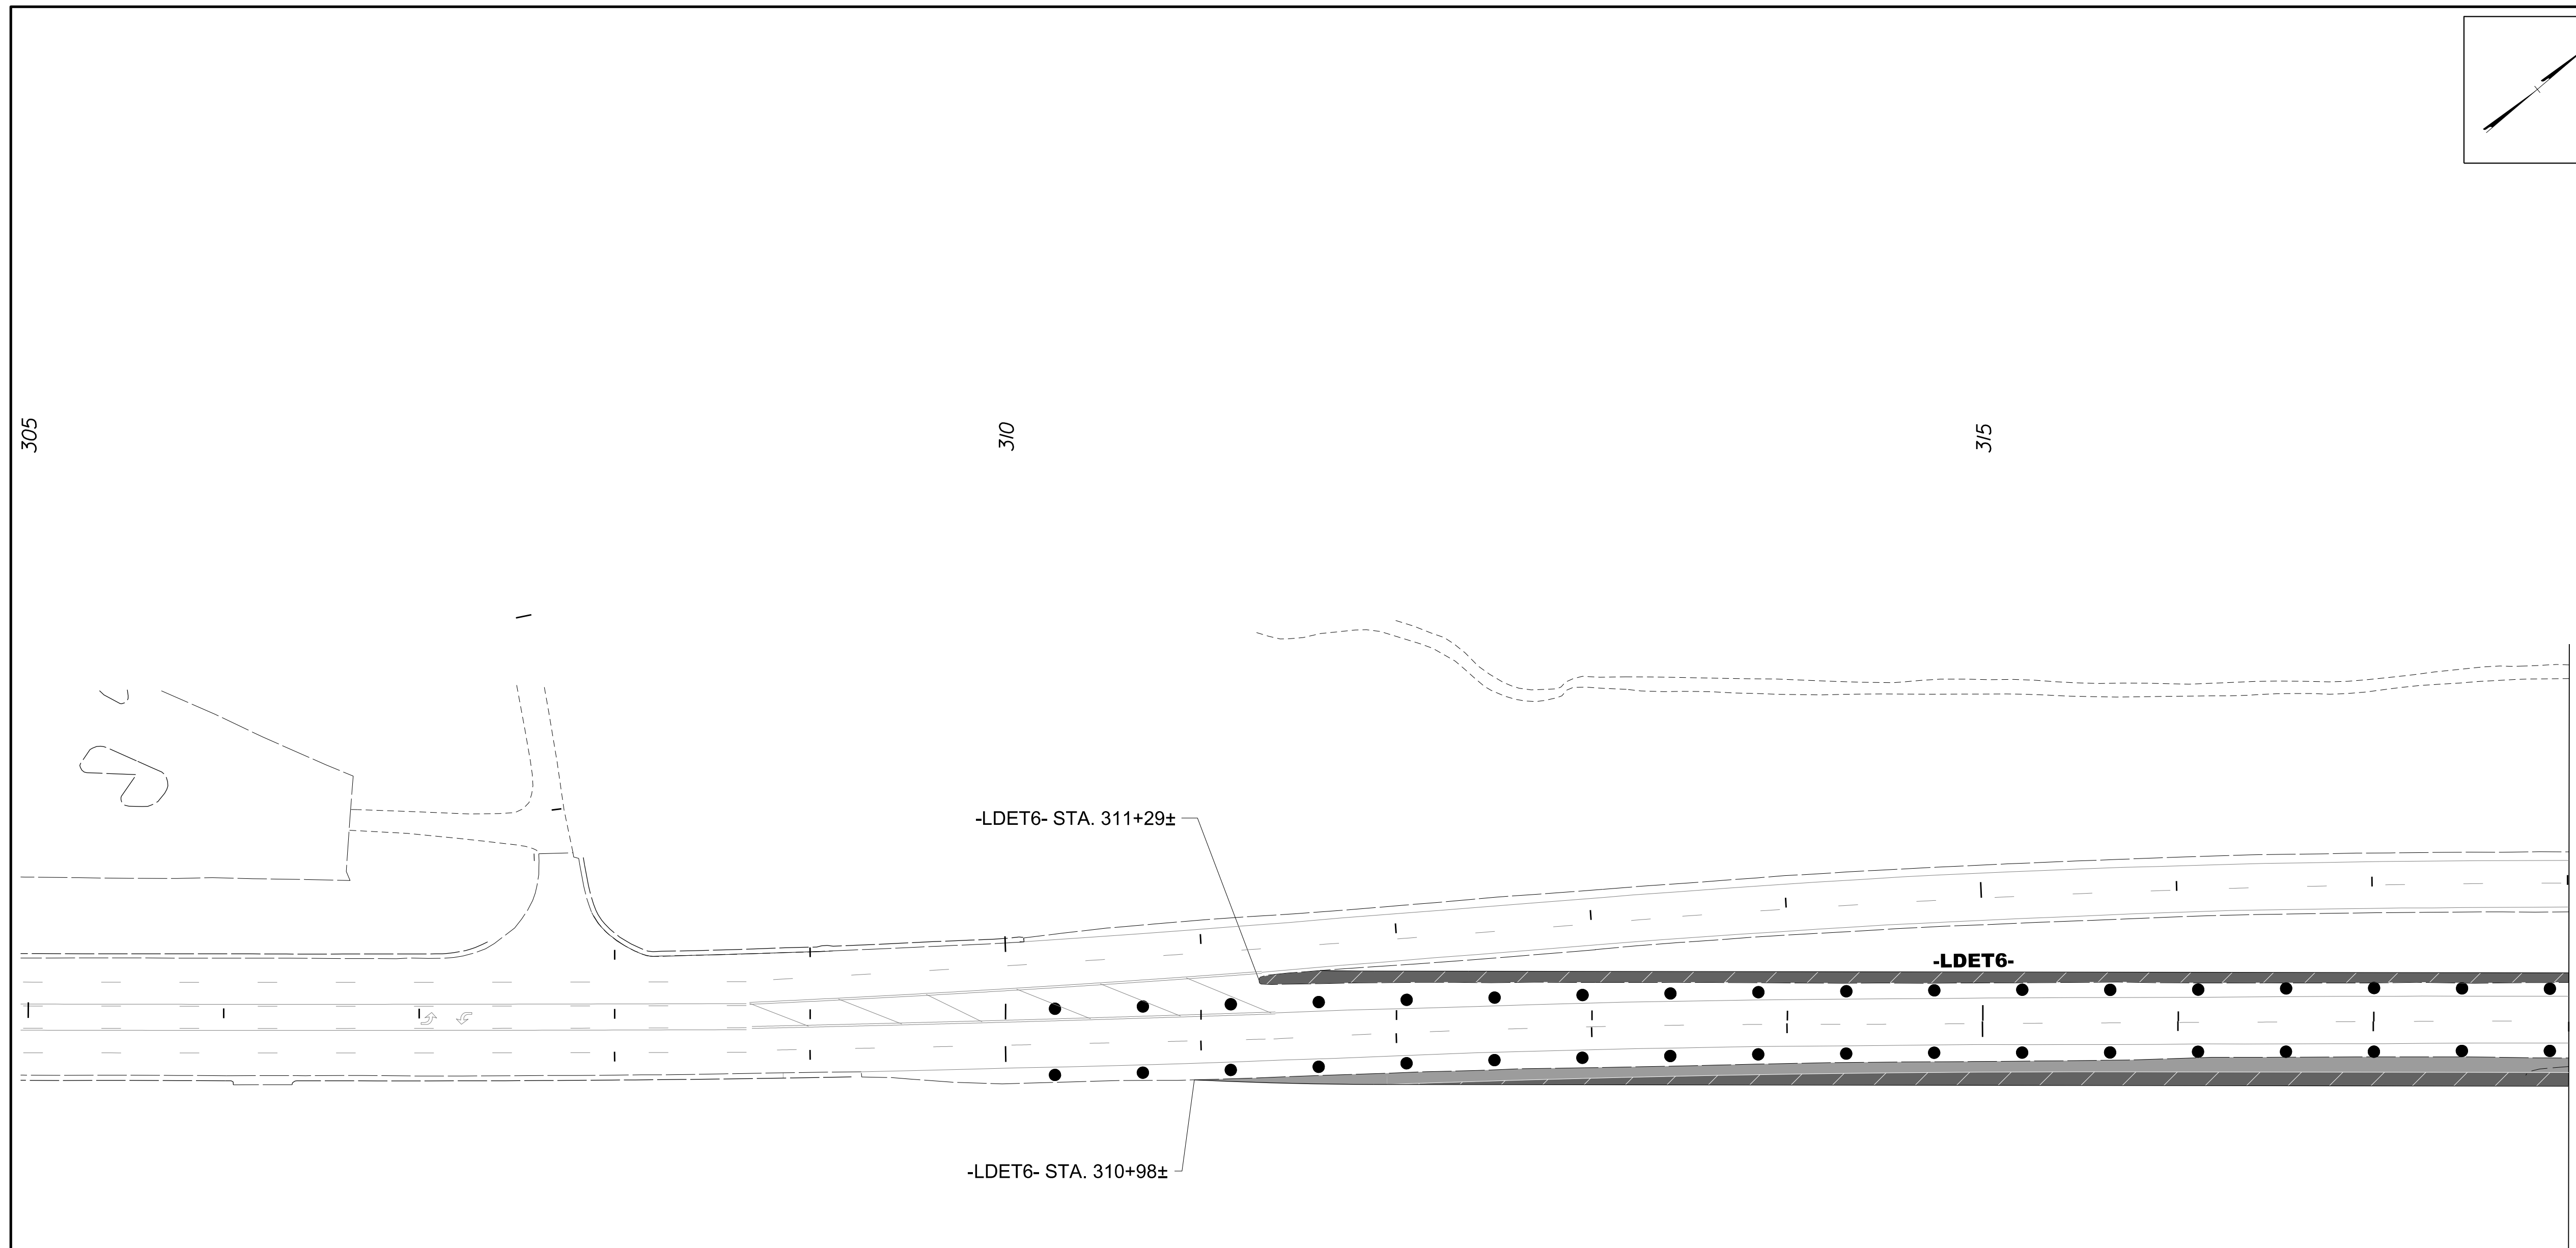 305
310
315
-LDET6- STA. 311+29±
-LDET6-
-LDET6- STA. 310+98±